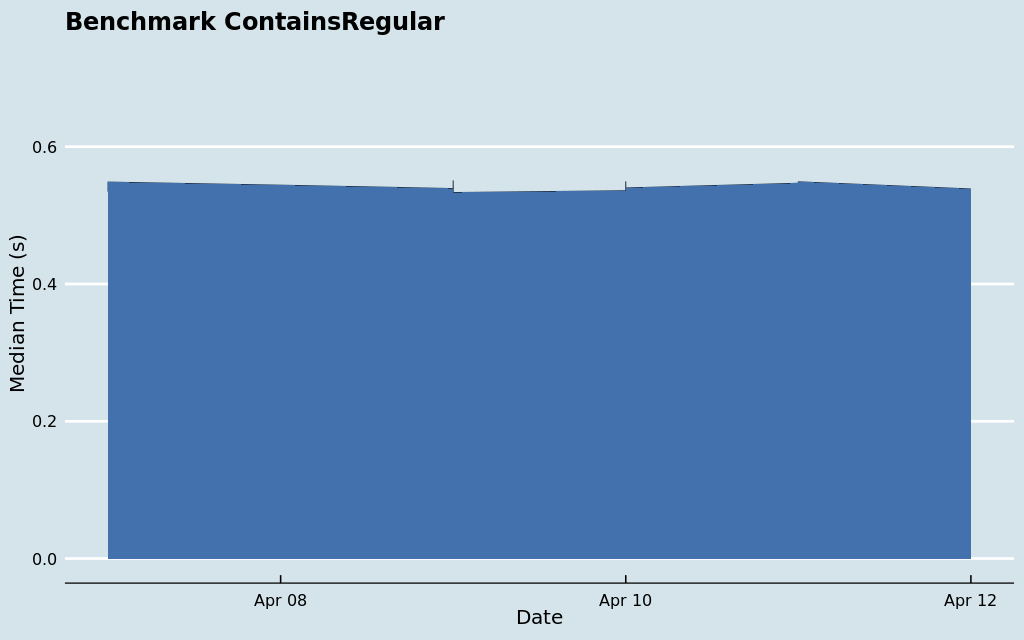 Benchmark ContainsRegular
0.6
0.4
0.2
0.0
Median Time (s)
Apr 08
Apr 10
Apr 12
Date